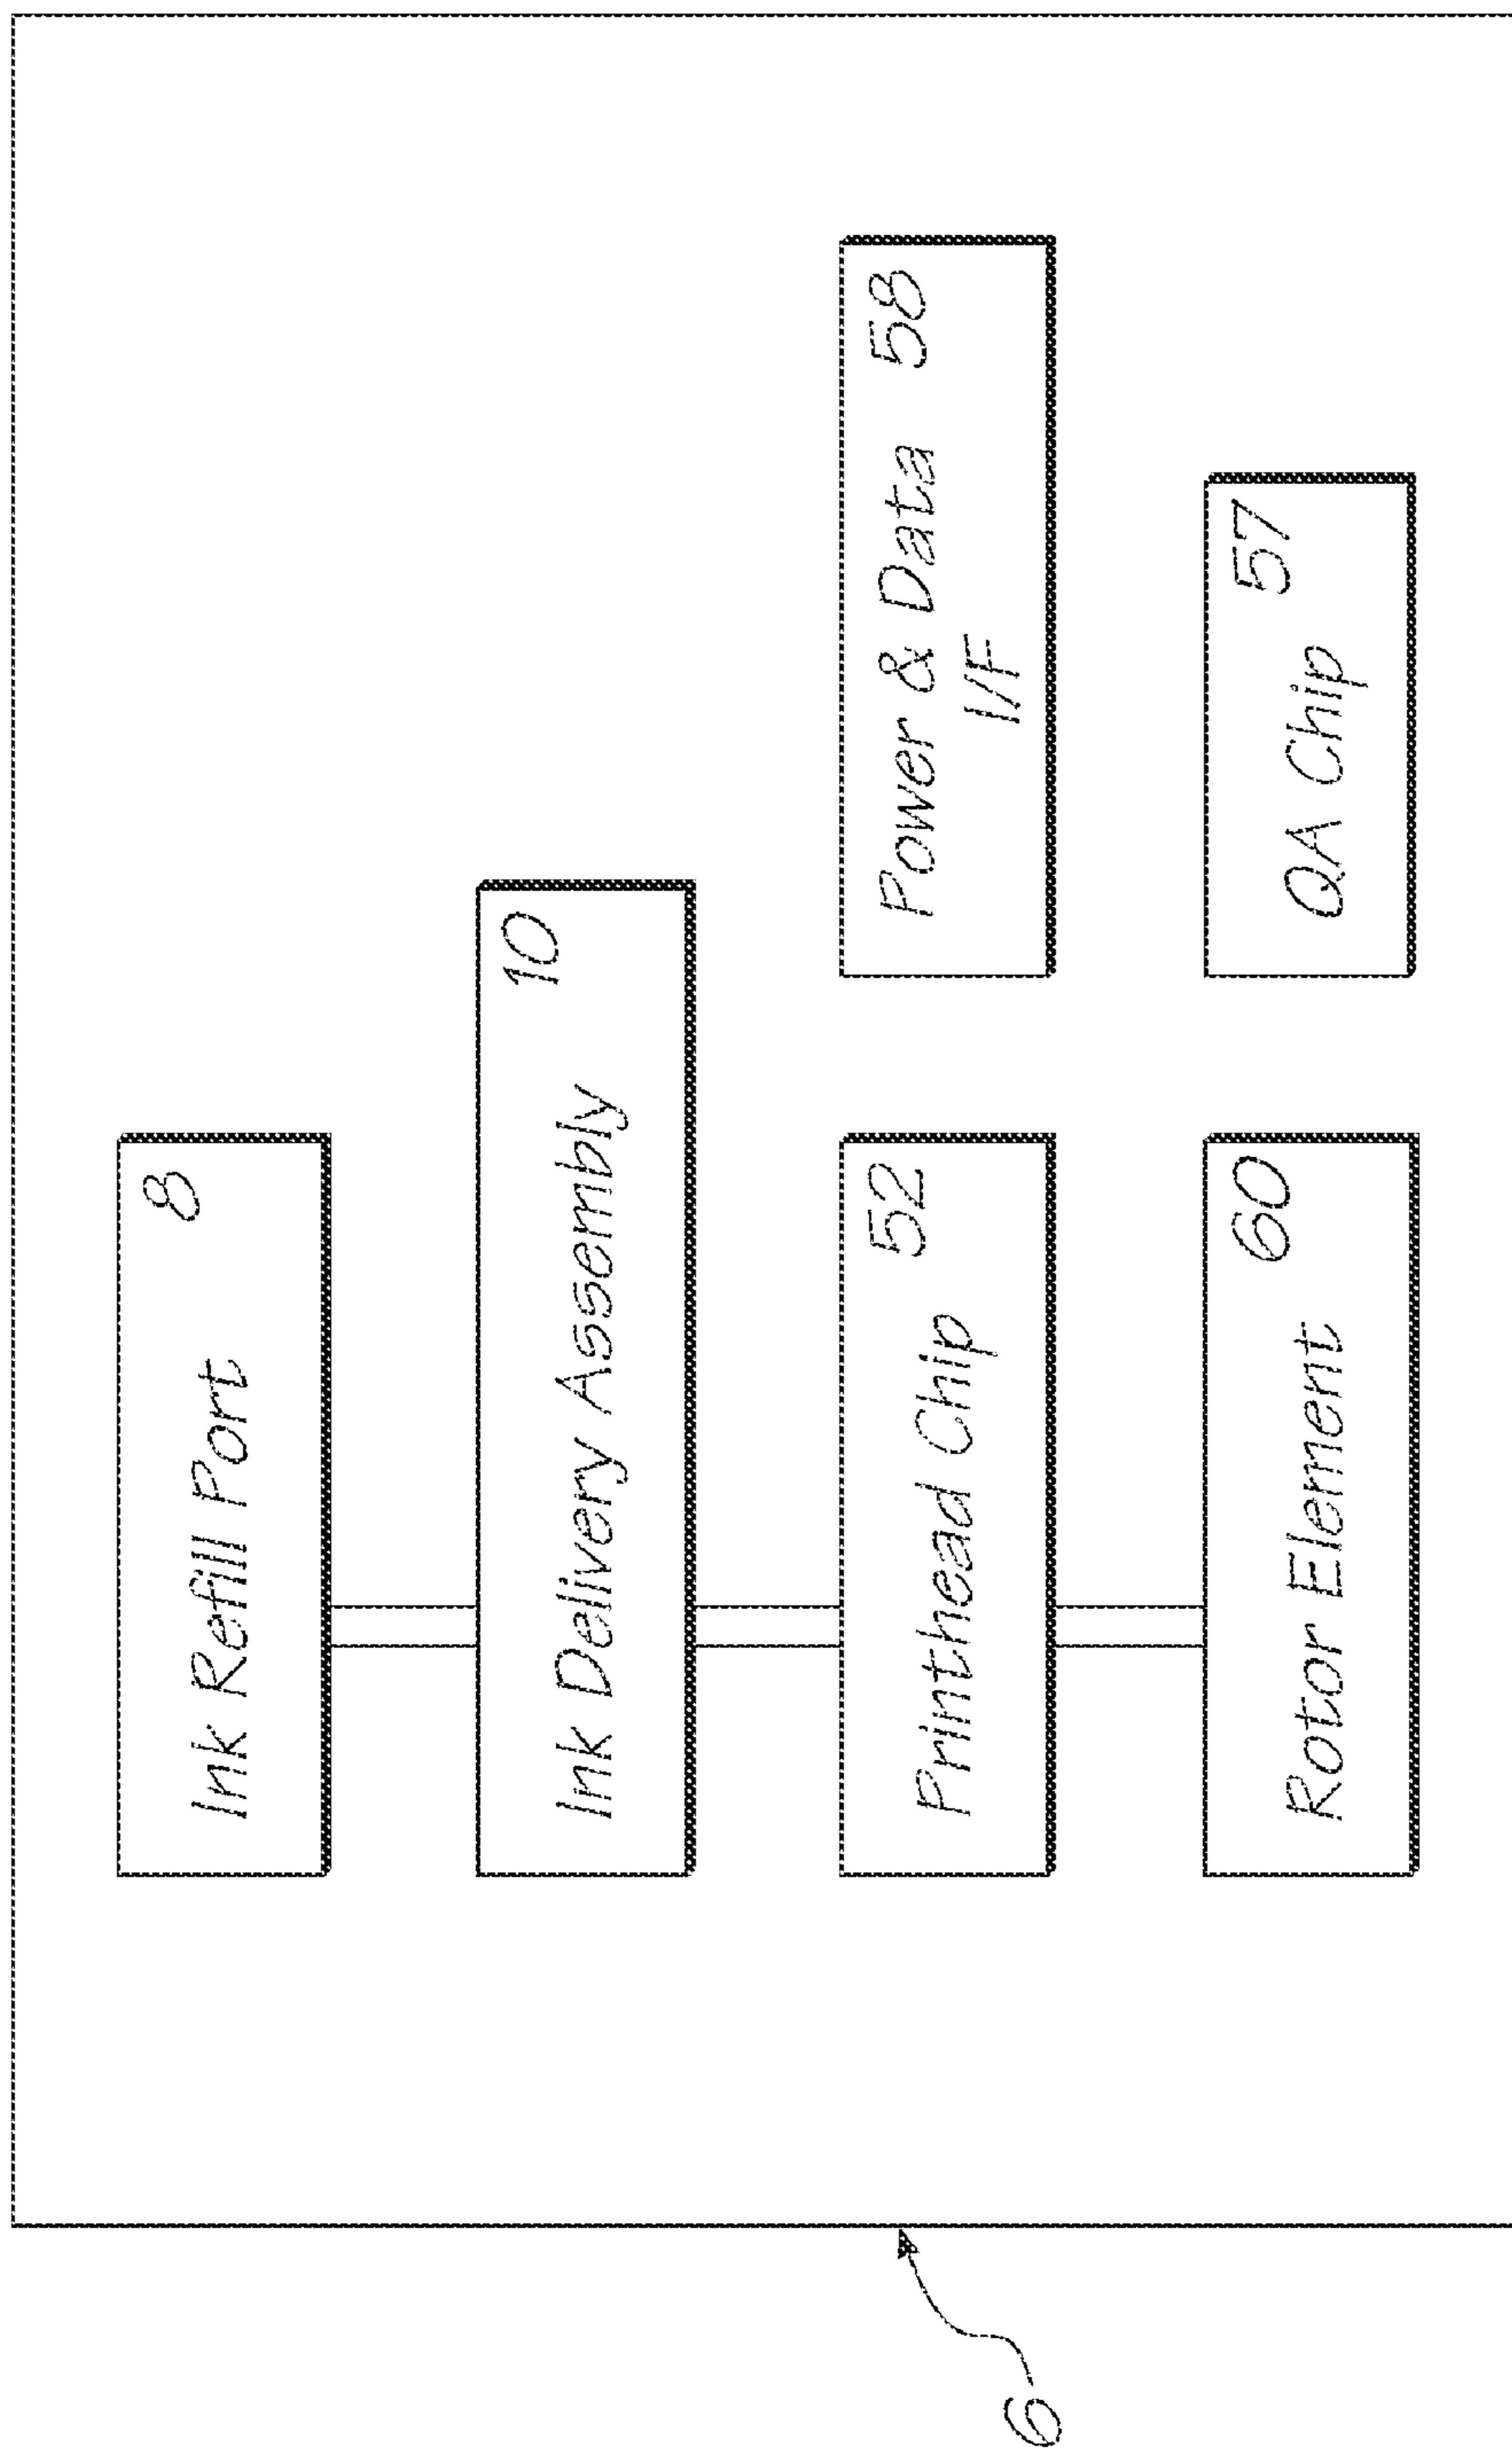 8
Ink Refill Port
10
Ink Delivery Assembly
52
Printhead Chip
58
Power & Data
I/F
60
Rotor Element
57
QA Chip
6